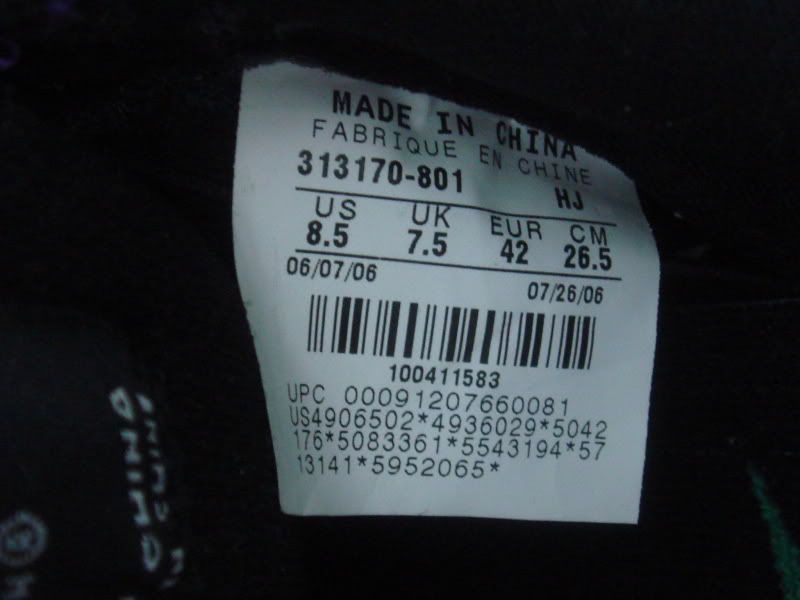 MADE IN CHINA
FABRIQUE EN CHINE
313170-801 HJ
US UK EUR CM
8.5 7.5 42 26.5
06/07/06 07/26/06
100411583
UPC 00091207660081
US4906502*4936029*5042
176*5083361*5543194*57
13141*5952065*